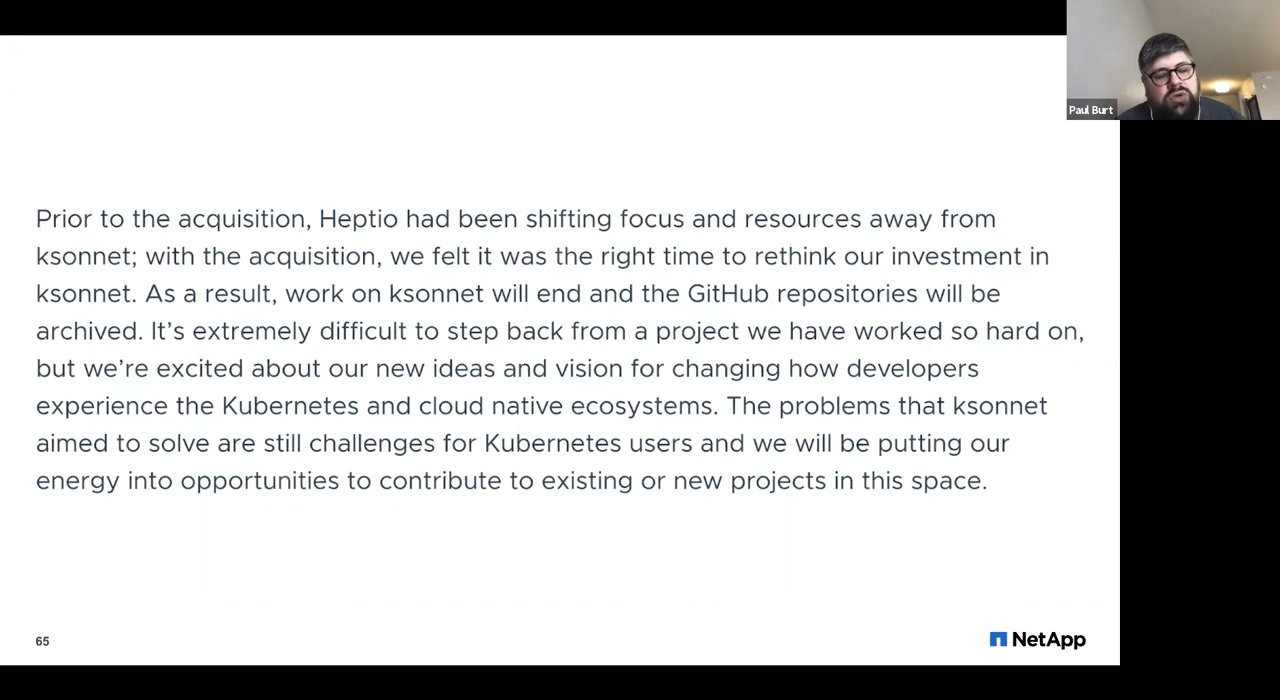 Paul Burt
Prior to the acquisition, Heptio had been shifting focus and resources away from
ksonnet; with the acquisition, we felt it was the right time to rethink our investment in
ksonnet. As a result, work on ksonnet will end and the GitHub repositories will be
archived. It’s extremely difficult to step back from a project we have worked so hard on,
but we’re excited about our new ideas and vision for changing how developers
experience the Kubernetes and cloud native ecosystems. The problems that ksonnet
aimed to solve are still challenges for Kubernetes users and we will be putting our
energy into opportunities to contribute to existing or new projects in this space.
65
NetApp